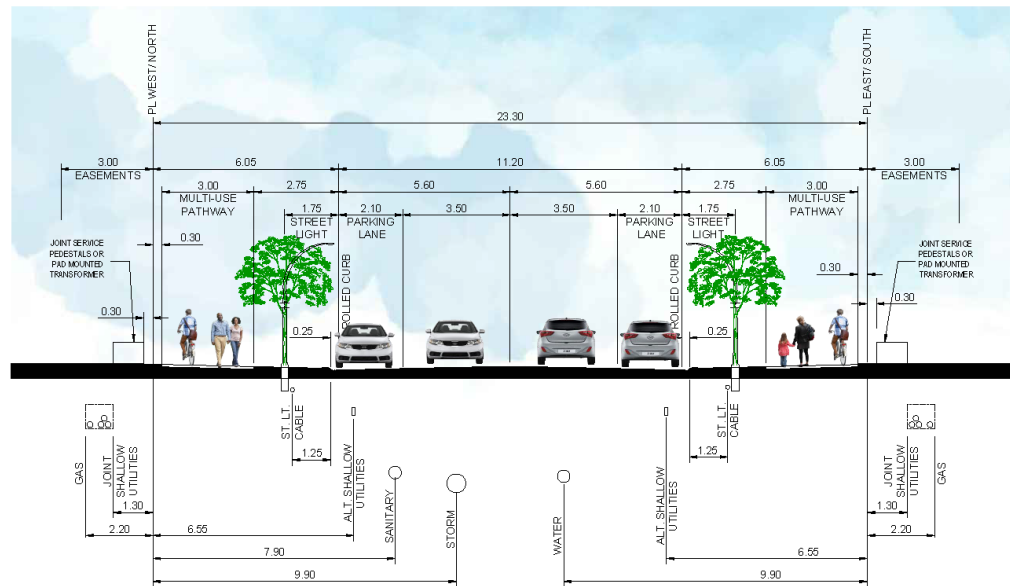 PL WEST/NORTH
PL EAST/ SOUTH
23.30
3.00
EASEMENTS
6.05
11.20
6.05
3.00
EASEMENTS
3.00
MULTI-USE
PATHWAY
2.75
5.60
5.60
2.75
3.00
MULTI-USE
PATHWAY
1.75
STREET
LIGHT
2.10
PARKING
LANE
3.50
3.50
2.10
PARKING
LANE
1.75
STREET
LIGHT
JOINT SERVICE
PEDESTALS OR
PAD MOUNTED
TRANSFORMER
0.30
0.30
JOINT SERVICE
PEDESTALS OR
PAD MOUNTED
TRANSFORMER
0.30
0.30
ROLLED CURB
ROLLED CURB
0.25
0.25
GAS
JOINT
SHALLOW
UTILITIES
ST. LT.
CABLE
1.25
ALT. SHALLOW
UTILITIES
SANITARY
STORM
WATER
ALT. SHALLOW
UTILITIES
ST. LT.
CABLE
1.25
JOINT
SHALLOW
UTILITIES
GAS
1.30
1.30
2.20
6.55
6.55
2.20
7.90
9.90
9.90